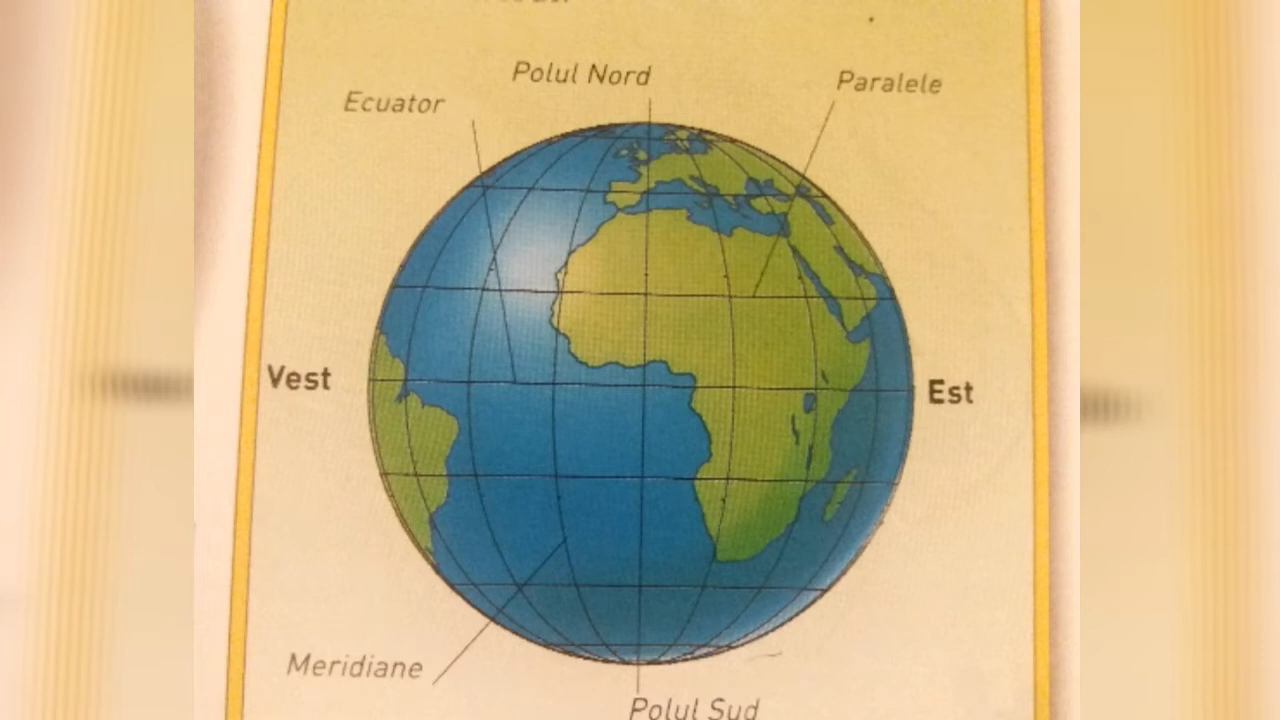 Polul Nord
Paralele
Ecuator
Vest
Est
Meridiane
Polul Sud